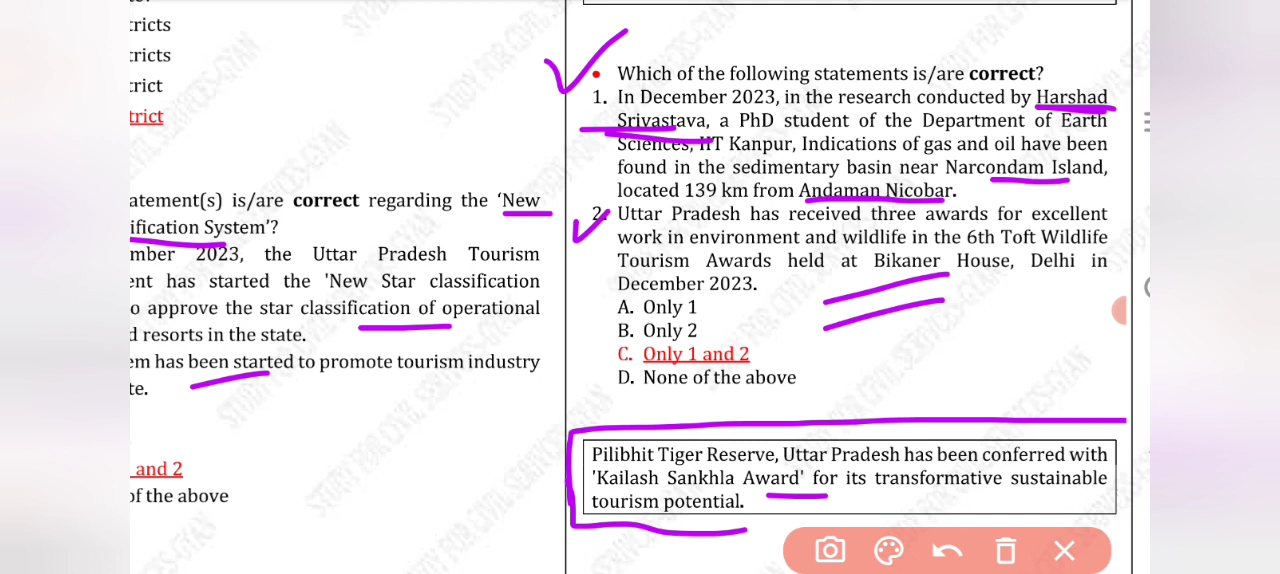 tricts
tricts
trict
trict
atement(s) is/are correct regarding the ‘New
ification System’?
mber 2023, the Uttar Pradesh Tourism
ent has started the 'New Star classification
o approve the star classification of operational
d resorts in the state.
em has been started to promote tourism industry
te.
and 2
of the above
• Which of the following statements is/are correct?
1. In December 2023, in the research conducted by Harshad
Srivastava, a PhD student of the Department of Earth
Sciences, IIT Kanpur, Indications of gas and oil have been
found in the sedimentary basin near Narcondam Island,
located 139 km from Andaman Nicobar.
2. Uttar Pradesh has received three awards for excellent
work in environment and wildlife in the 6th Toft Wildlife
Tourism Awards held at Bikaner House, Delhi in
December 2023.
A. Only 1
B. Only 2
C. Only 1 and 2
D. None of the above
Pilibhit Tiger Reserve, Uttar Pradesh has been conferred with
'Kailash Sankhla Award' for its transformative sustainable
tourism potential.